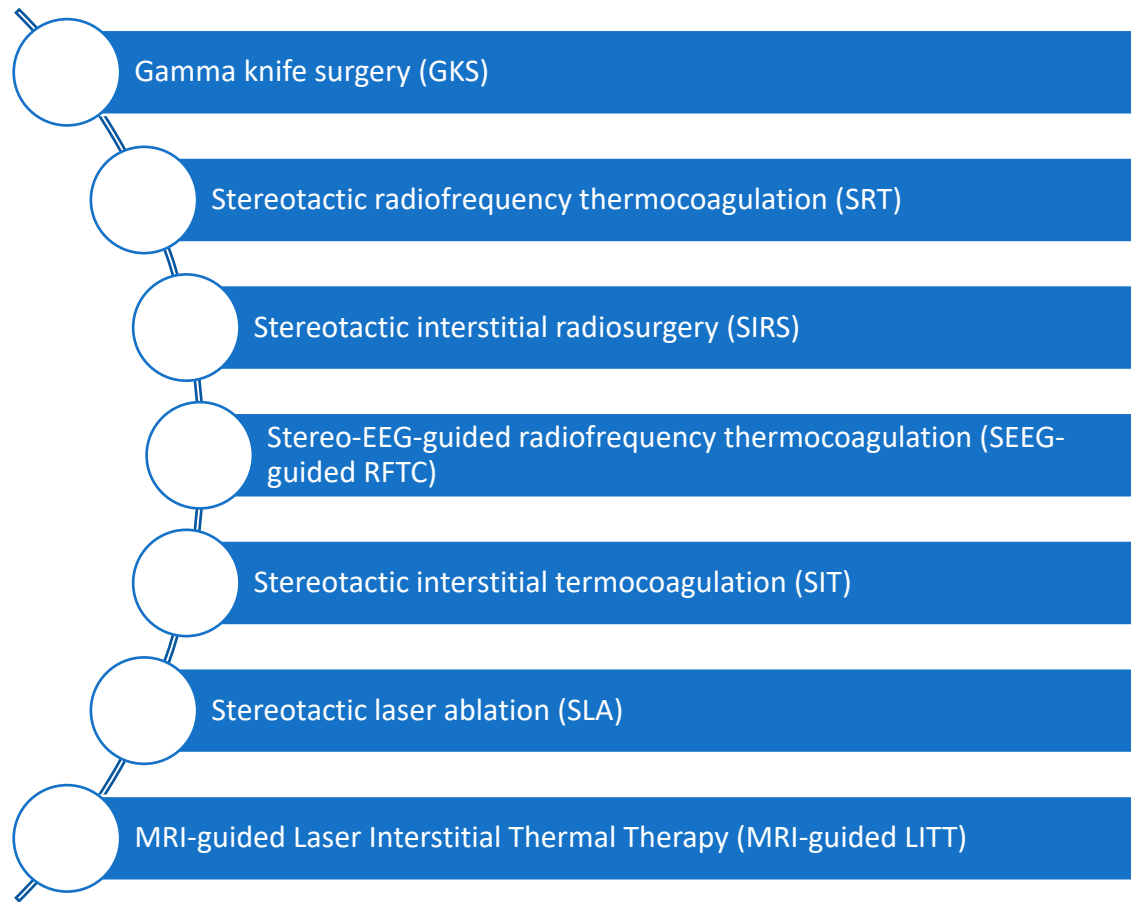 Gamma knife surgery (GKS)
Stereotactic radiofrequency thermocoagulation (SRT)
Stereotactic interstitial radiosurgery (SIRS)
Stereo-EEG-guided radiofrequency thermocoagulation (SEEG-
guided RFTC)
Stereotactic interstitial termocoagulation (SIT)
Stereotactic laser ablation (SLA)
MRI-guided Laser Interstitial Thermal Therapy (MRI-guided LITT)